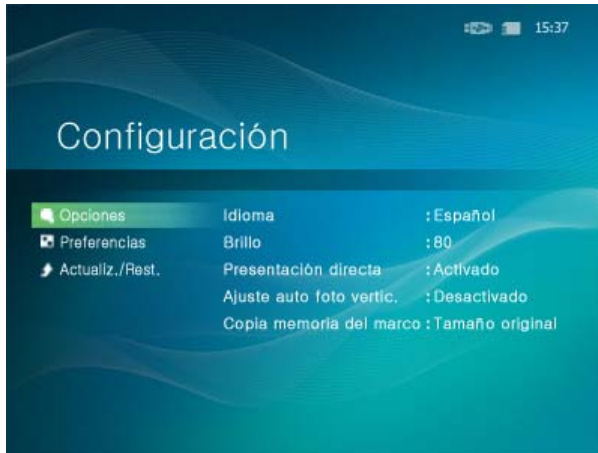 15:37
Configuración
Opciones
Preferencias
Actualiz./Rest.
Idioma :Español
Brillo :80
Presentación directa :Activado
Ajuste auto foto vertic. :Desactivado
Copia memoria del marco :Tamaño original